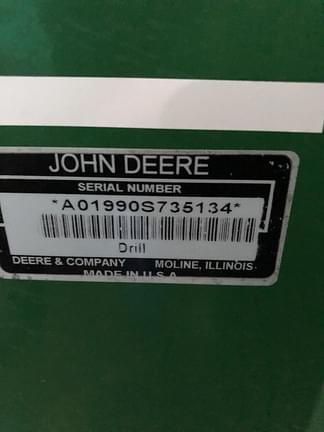 JOHN DEERE
SERIAL NUMBER
*A01990S735134*
Drill
DEERE & COMPANY MOLINE, ILLINOIS
MADE IN U.S.A